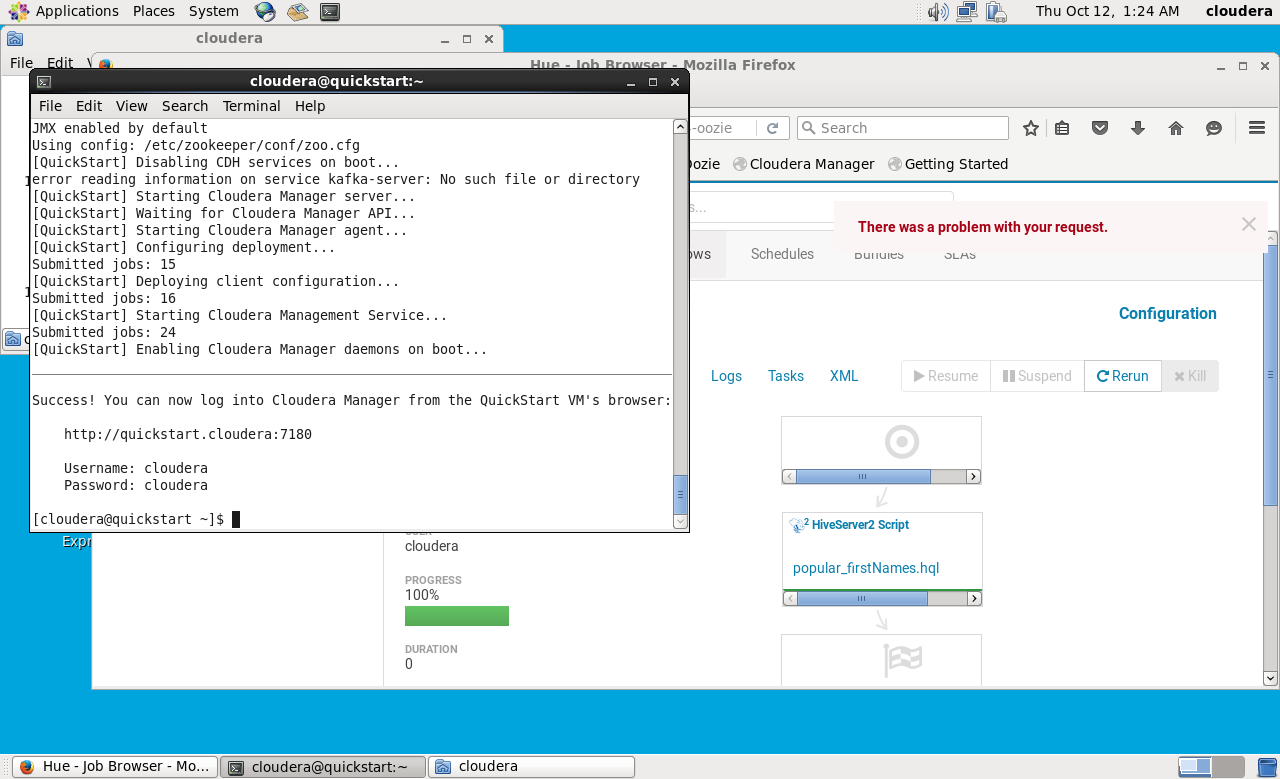 Applications Places System
Thu Oct 12, 1:24 AM cloudera
cloudera
File Edit
Hue - Job Browser - Mozilla Firefox
cloudera@quickstart:~
File Edit View Search Terminal Help
JMX enabled by default
Using config: /etc/zookeeper/conf/zoo.cfg
[QuickStart] Disabling CDH services on boot...
error reading information on service kafka-server: No such file or directory
[QuickStart] Starting Cloudera Manager server...
[QuickStart] Waiting for Cloudera Manager API...
[QuickStart] Starting Cloudera Manager agent...
[QuickStart] Configuring deployment...
Submitted jobs: 15
[QuickStart] Deploying client configuration...
Submitted jobs: 16
[QuickStart] Starting Cloudera Management Service...
Submitted jobs: 24
[QuickStart] Enabling Cloudera Manager daemons on boot...
Success! You can now log into Cloudera Manager from the QuickStart VM's browser:
http://quickstart.cloudera:7180
Username: cloudera
Password: cloudera
[cloudera@quickstart ~]$
-oozie Search
Oozie Cloudera Manager Getting Started
s...
There was a problem with your request.
ows Schedules Bundles SLAs
Configuration
Logs Tasks XML Resume Suspend Rerun Kill
HiveServer2 Script
popular_firstNames.hql
Expr
cloudera
PROGRESS
100%
DURATION
0
Hue - Job Browser - Mo...
cloudera@quickstart:~
cloudera